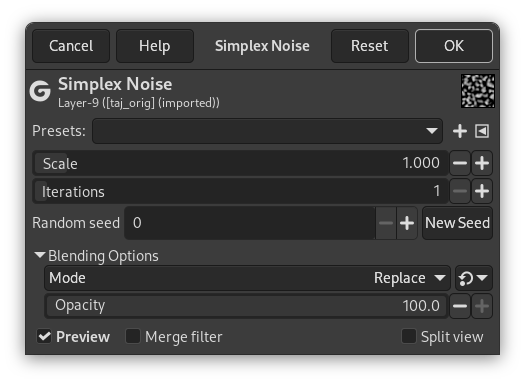 Cancel Help Simplex Noise Reset OK
Simplex Noise
Layer-9 ([taj_orig] (imported))
Presets:
Scale 1.000
Iterations 1
Random seed 0 New Seed
Blending Options
Mode Replace
Opacity 100.0
Preview Merge filter Split view